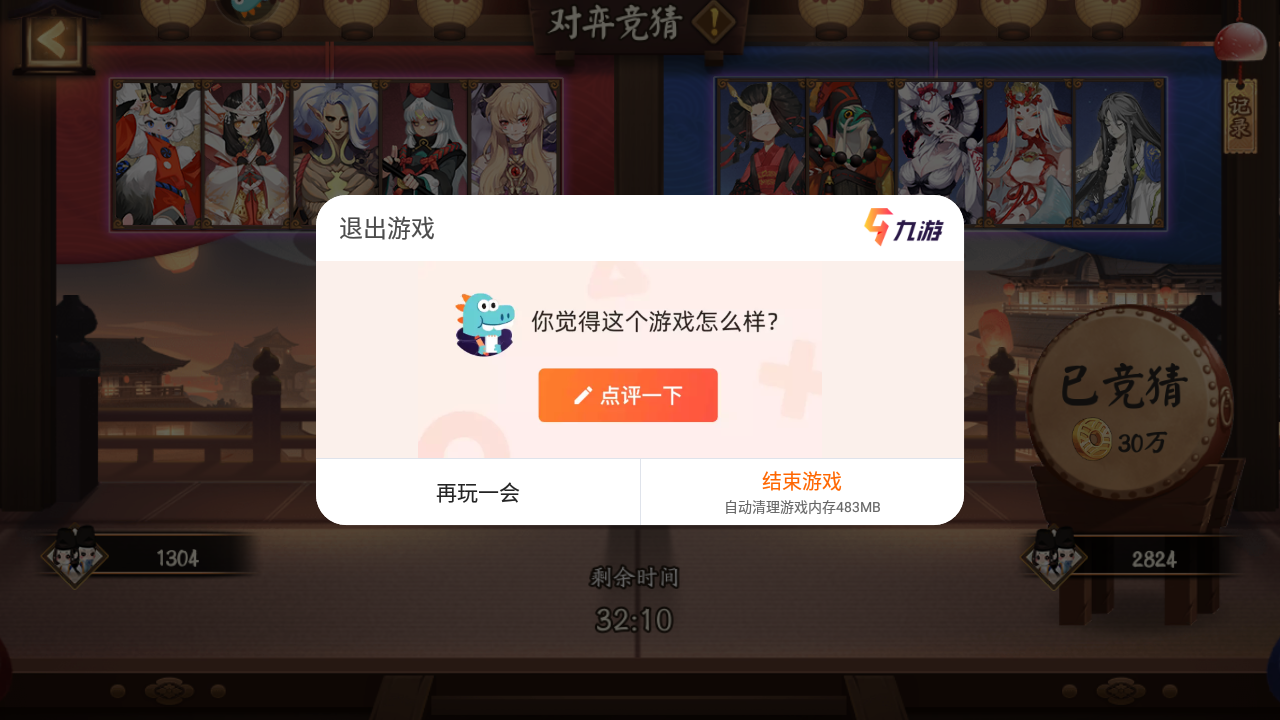 对弈竞猜
记录
退出游戏
九游
你觉得这个游戏怎么样?
点评一下
已竞猜
30万
再玩一会
结束游戏
自动清理游戏内存483MB
1304
2824
剩余时间
32:10